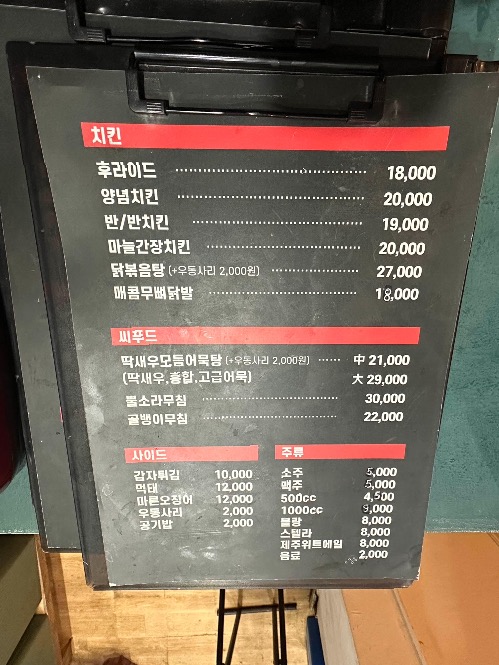 치킨
후라이드 18,000
양념치킨 20,000
반/반치킨 19,000
마늘간장치킨 20,000
닭볶음탕 (+우동사리 2,000원) 27,000
매콤무뼈닭발 18,000
씨푸드
딱새우모듬어묵탕 (+우동사리 2,000원) 中 21,000
(딱새우,홍합,고급어묵) 大 29,000
뿔소라무침 30,000
골뱅이무침 22,000
사이드
감자튀김 10,000
먹태 12,000
마른오징어 12,000
우동사리 2,000
공기밥 2,000
주류
소주 5,000
맥주 5,000
500cc 4,500
1000cc 9,000
블랑 8,000
스텔라 8,000
제주위트에일 8,000
음료 2,000